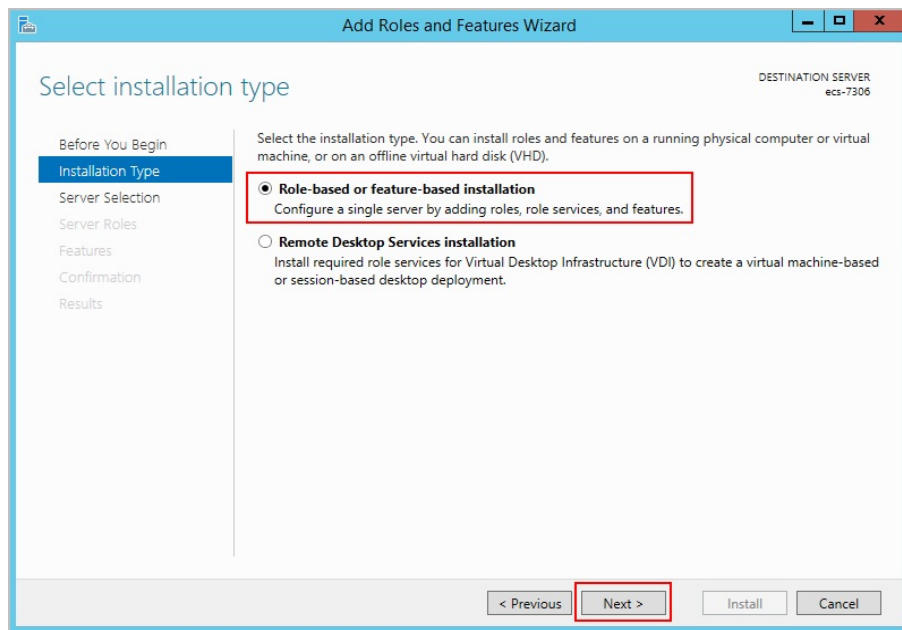 Add Roles and Features Wizard
Select installation type
DESTINATION SERVER
ecs-7306
Before You Begin
Installation Type
Server Selection
Server Roles
Features
Confirmation
Results
Select the installation type. You can install roles and features on a running physical computer or virtual
machine, or on an offline virtual hard disk (VHD).
Role-based or feature-based installation
Configure a single server by adding roles, role services, and features.
Remote Desktop Services installation
Install required role services for Virtual Desktop Infrastructure (VDI) to create a virtual machine-based
or session-based desktop deployment.
< Previous
Next >
Install
Cancel